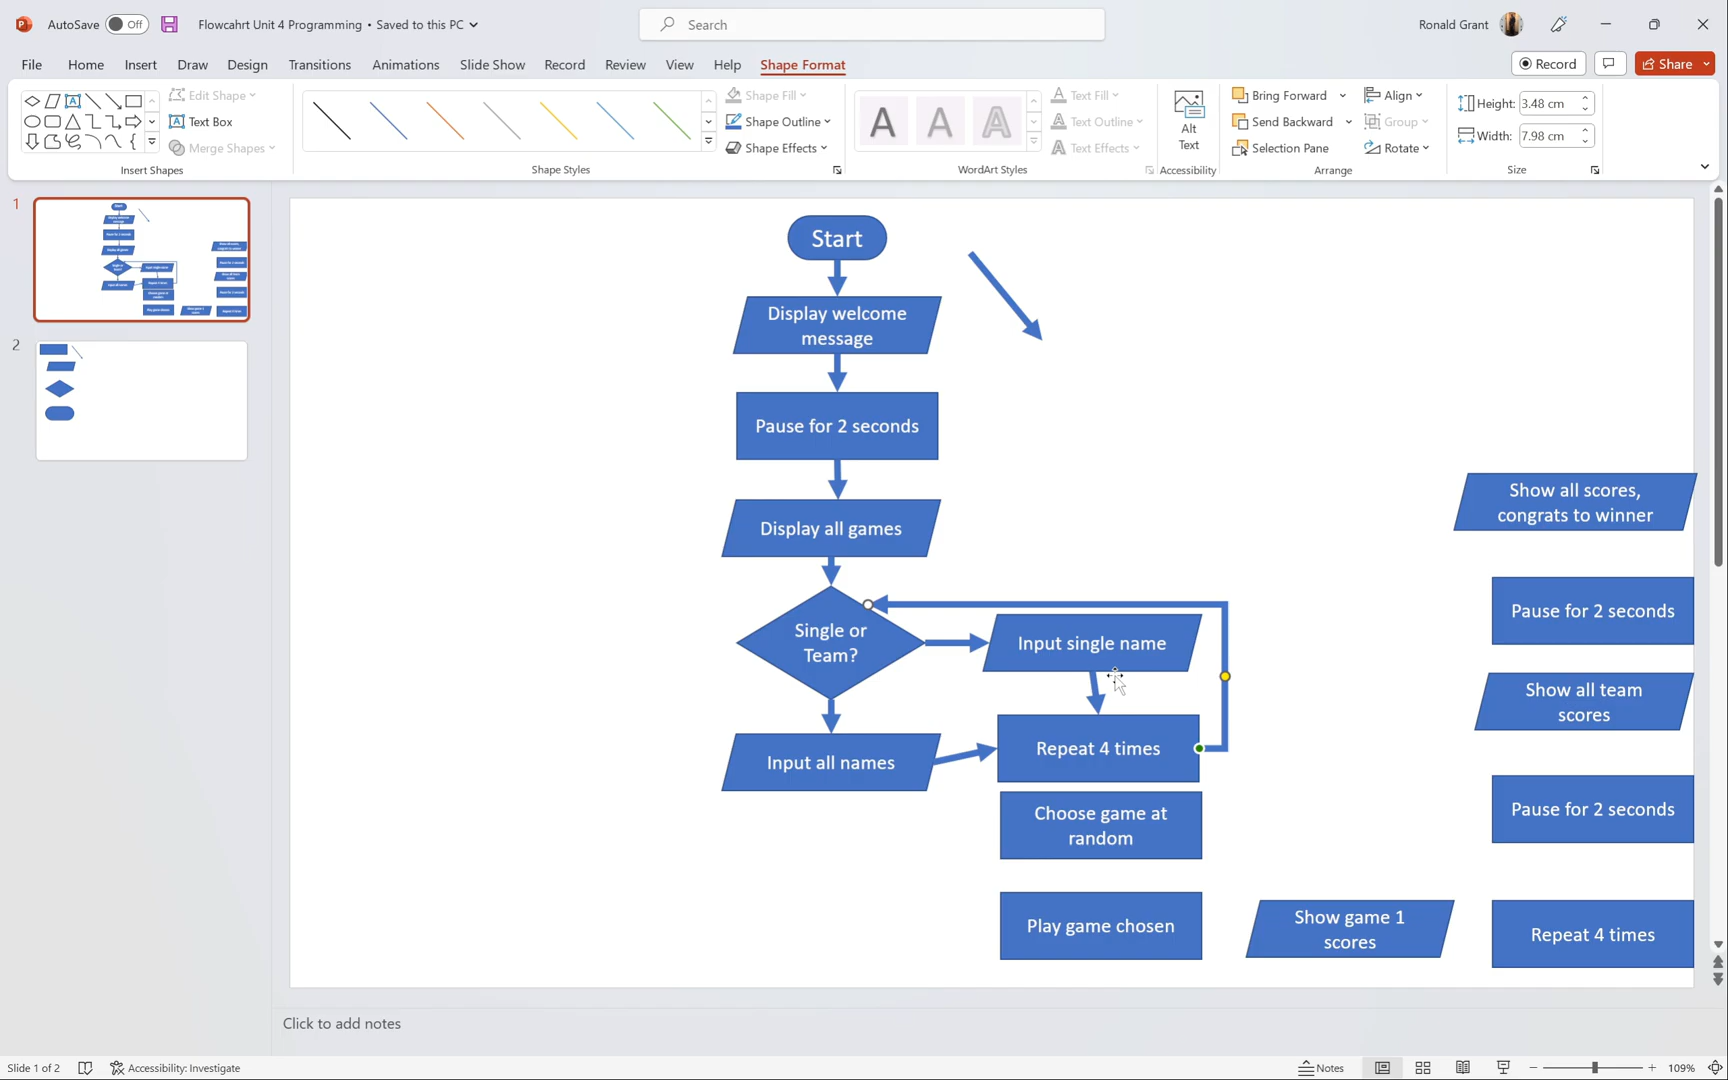 AutoSave Off Flowcahrt Unit 4 Programming • Saved to this PC Search Ronald Grant
File Home Insert Draw Design Transitions Animations Slide Show Record Review View Help Shape Format Record Share
Edit Shape
Text Box
Merge Shapes
Insert Shapes
Shape Fill
Shape Outline
Shape Effects
Shape Styles
A A A
Text Fill
Text Outline
Text Effects
WordArt Styles
Alt
Text
Accessibility
Bring Forward
Send Backward
Selection Pane
Align
Group
Rotate
Arrange
Height: 3.48 cm
Width: 7.98 cm
Size
1
2
Start
Display welcome
message
Pause for 2 seconds
Display all games
Single or
Team?
Input single name
Input all names
Repeat 4 times
Choose game at
random
Play game chosen
Show game 1
scores
Show all scores,
congrats to winner
Pause for 2 seconds
Show all team
scores
Pause for 2 seconds
Repeat 4 times
Click to add notes
Slide 1 of 2 Accessibility: Investigate Notes 109%